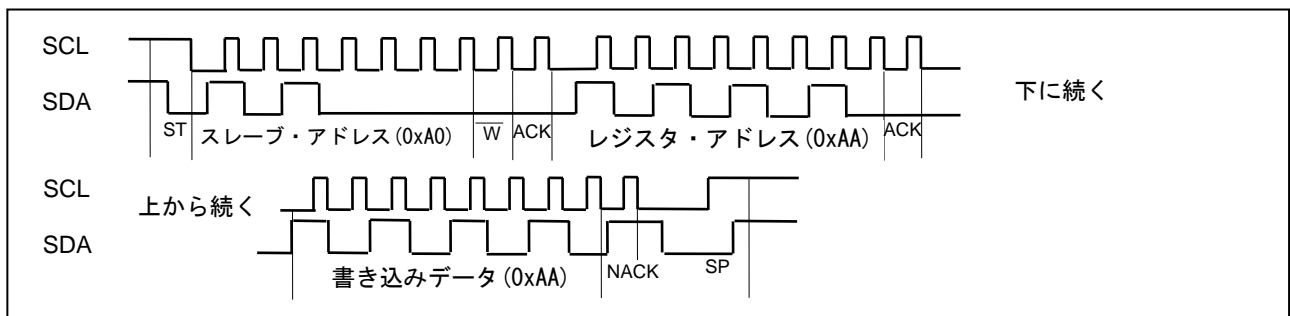 SCL
SDA
下に続く
ST スレーブ・アドレス(0xA0) W ACK レジスタ・アドレス(0xAA) ACK
SCL
上から続く
SDA
書き込みデータ(0xAA) NACK SP